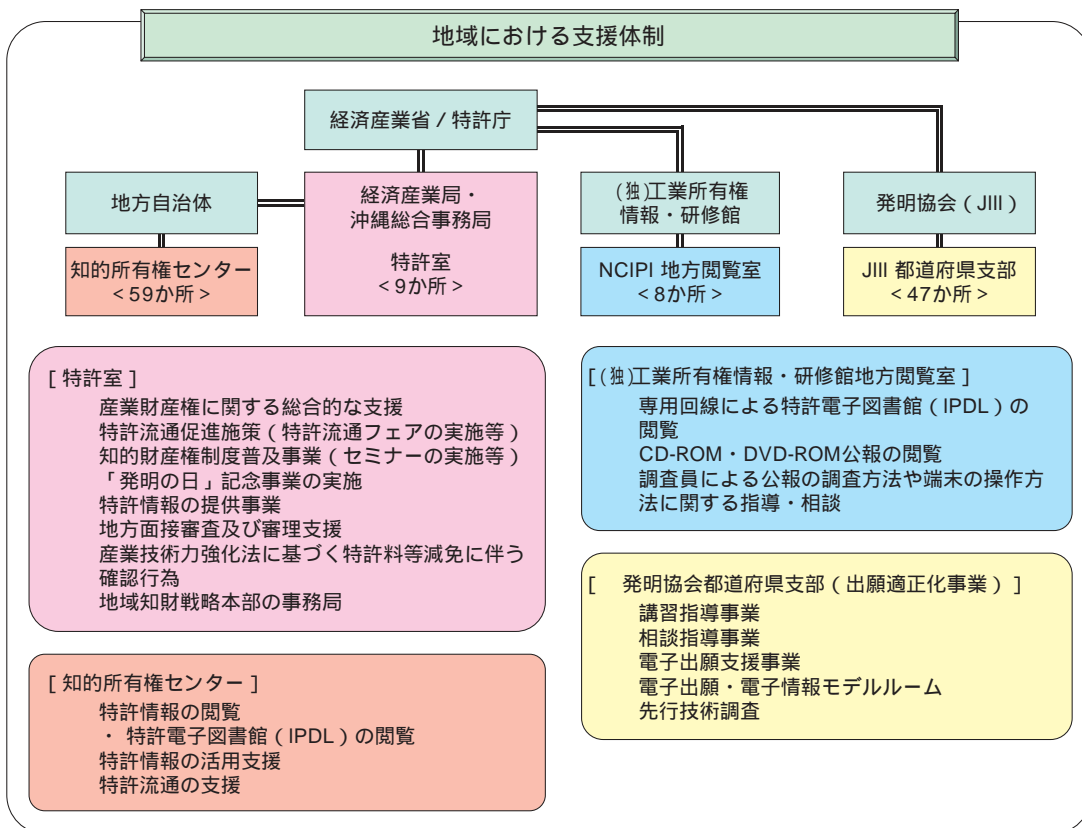 地域における支援体制
経済産業省 / 特許庁
地方自治体
経済産業局・
沖縄総合事務局
特許室
< 9か所 >
(独)工業所有権
情報・研修館
発明協会 ( JIII )
知的所有権センター
< 59か所 >
NCIPI 地方閲覧室
< 8か所 >
JIII 都道府県支部
< 47か所 >
[ 特許室 ]
産業財産権に関する総合的な支援
特許流通促進施策 ( 特許流通フェアの実施等 )
知的財産権制度普及事業 ( セミナーの実施等 )
「発明の日」記念事業の実施
特許情報の提供事業
地方面接審査及び審理支援
産業技術力強化法に基づく特許料等減免に伴う
確認行為
地域知財戦略本部の事務局
[ 知的所有権センター ]
特許情報の閲覧
・ 特許電子図書館 ( IPDL ) の閲覧
特許情報の活用支援
特許流通の支援
[ (独)工業所有権情報・研修館地方閲覧室 ]
専用回線による特許電子図書館 ( IPDL ) の
閲覧
CD-ROM・DVD-ROM公報の閲覧
調査員による公報の調査方法や端末の操作方
法に関する指導・相談
[ 発明協会都道府県支部 ( 出願適正化事業 ) ]
講習指導事業
相談指導事業
電子出願支援事業
電子出願・電子情報モデルルーム
先行技術調査